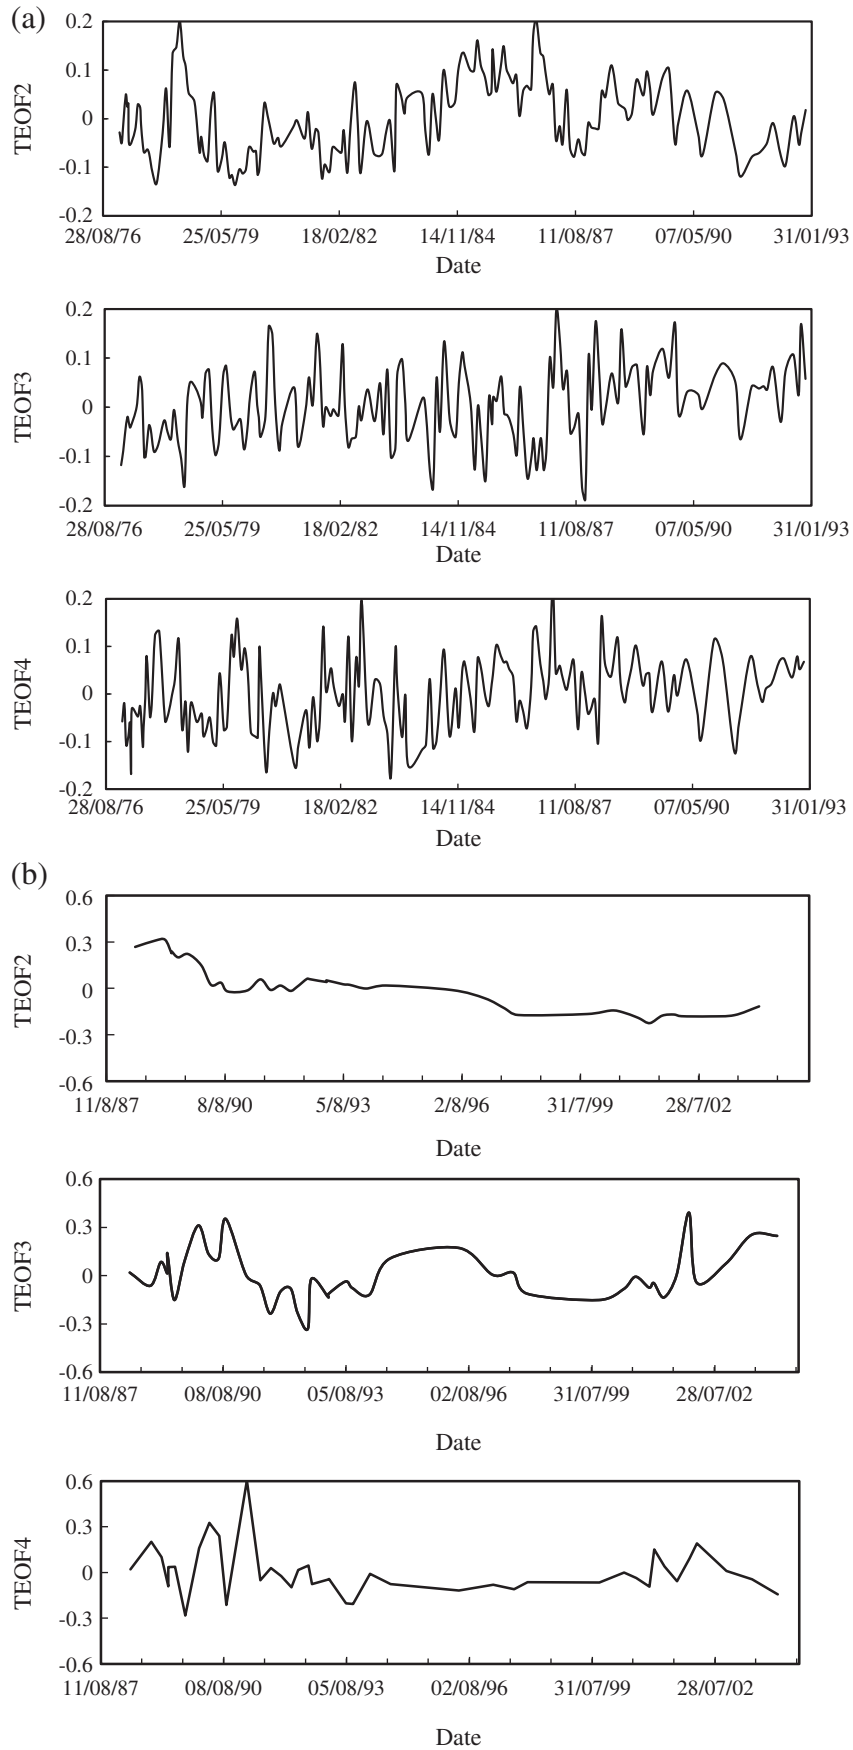 (a)
TEOF2
0.2
0.1
0
-0.1
-0.2
28/08/76 25/05/79 18/02/82 14/11/84 11/08/87 07/05/90 31/01/93
Date
TEOF3
0.2
0.1
0
-0.1
-0.2
28/08/76 25/05/79 18/02/82 14/11/84 11/08/87 07/05/90 31/01/93
Date
TEOF4
0.2
0.1
0
-0.1
-0.2
28/08/76 25/05/79 18/02/82 14/11/84 11/08/87 07/05/90 31/01/93
Date
(b)
TEOF2
0.6
0.3
0
-0.3
-0.6
11/8/87 8/8/90 5/8/93 2/8/96 31/7/99 28/7/02
Date
TEOF3
0.6
0.3
0
-0.3
-0.6
11/08/87 08/08/90 05/08/93 02/08/96 31/07/99 28/07/02
Date
TEOF4
0.6
0.3
0
-0.3
-0.6
11/08/87 08/08/90 05/08/93 02/08/96 31/07/99 28/07/02
Date